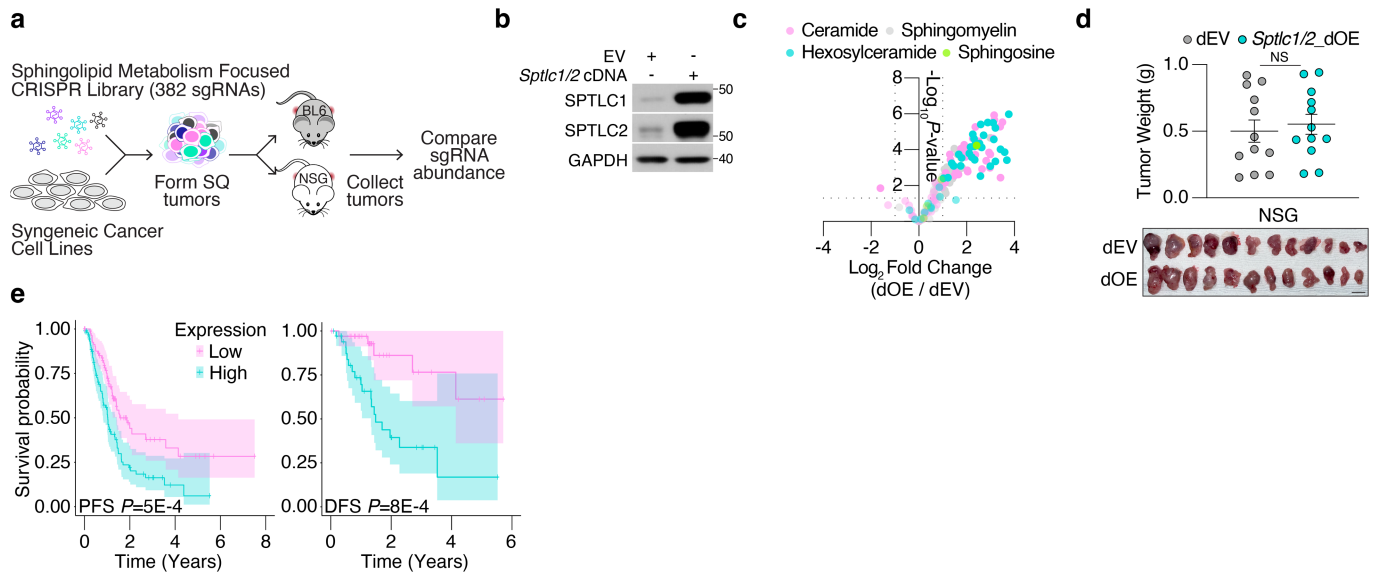 a
Sphingolipid Metabolism Focused
CRISPR Library (382 sgRNAs)
BL6
NSG
Form SQ
tumors
Collect
tumors
Compare
sgRNA
abundance
Syngeneic Cancer
Cell Lines
b
EV + -
Sptlc1/2 cDNA - +
SPTLC1
50
SPTLC2
50
GAPDH
40
c
Ceramide Sphingomyelin
Hexosylceramide Sphingosine
-Log10 P-value
8
6
4
2
-4 -2 0 2 4
Log2 Fold Change
(dOE / dEV)
d
dEV Sptlc1/2_dOE
NS
Tumor Weight (g)
1.0
0.5
0.0
NSG
dEV
dOE
e
Survival probability
1.00
0.75
0.50
0.25
0.00
Expression
Low
High
PFS P=5E-4
0 2 4 6 8
Time (Years)
1.00
0.75
0.50
0.25
0.00
DFS P=8E-4
0 2 4 6
Time (Years)